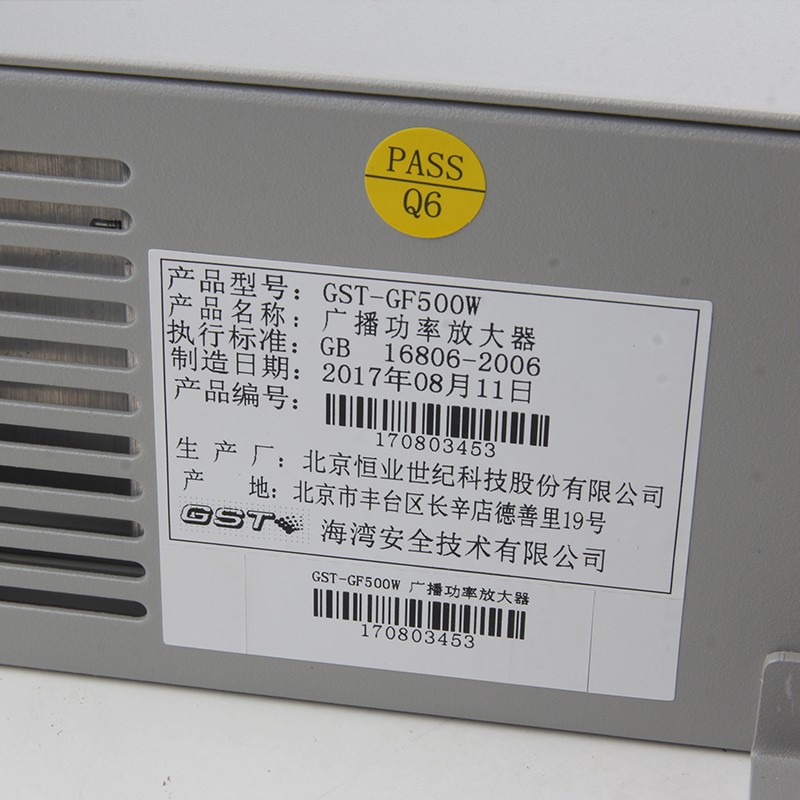 PASS
Q6
产品型号：GST-GF500W
产品名称：广播功率放大器
执行标准：GB 16806-2006
制造日期：2017年08月11日
产品编号：
170803453
生产厂：北京恒业世纪科技股份有限公司
产地：北京市丰台区长辛店德善里19号
GST 海湾安全技术有限公司
GST-GF500W 广播功率放大器
170803453